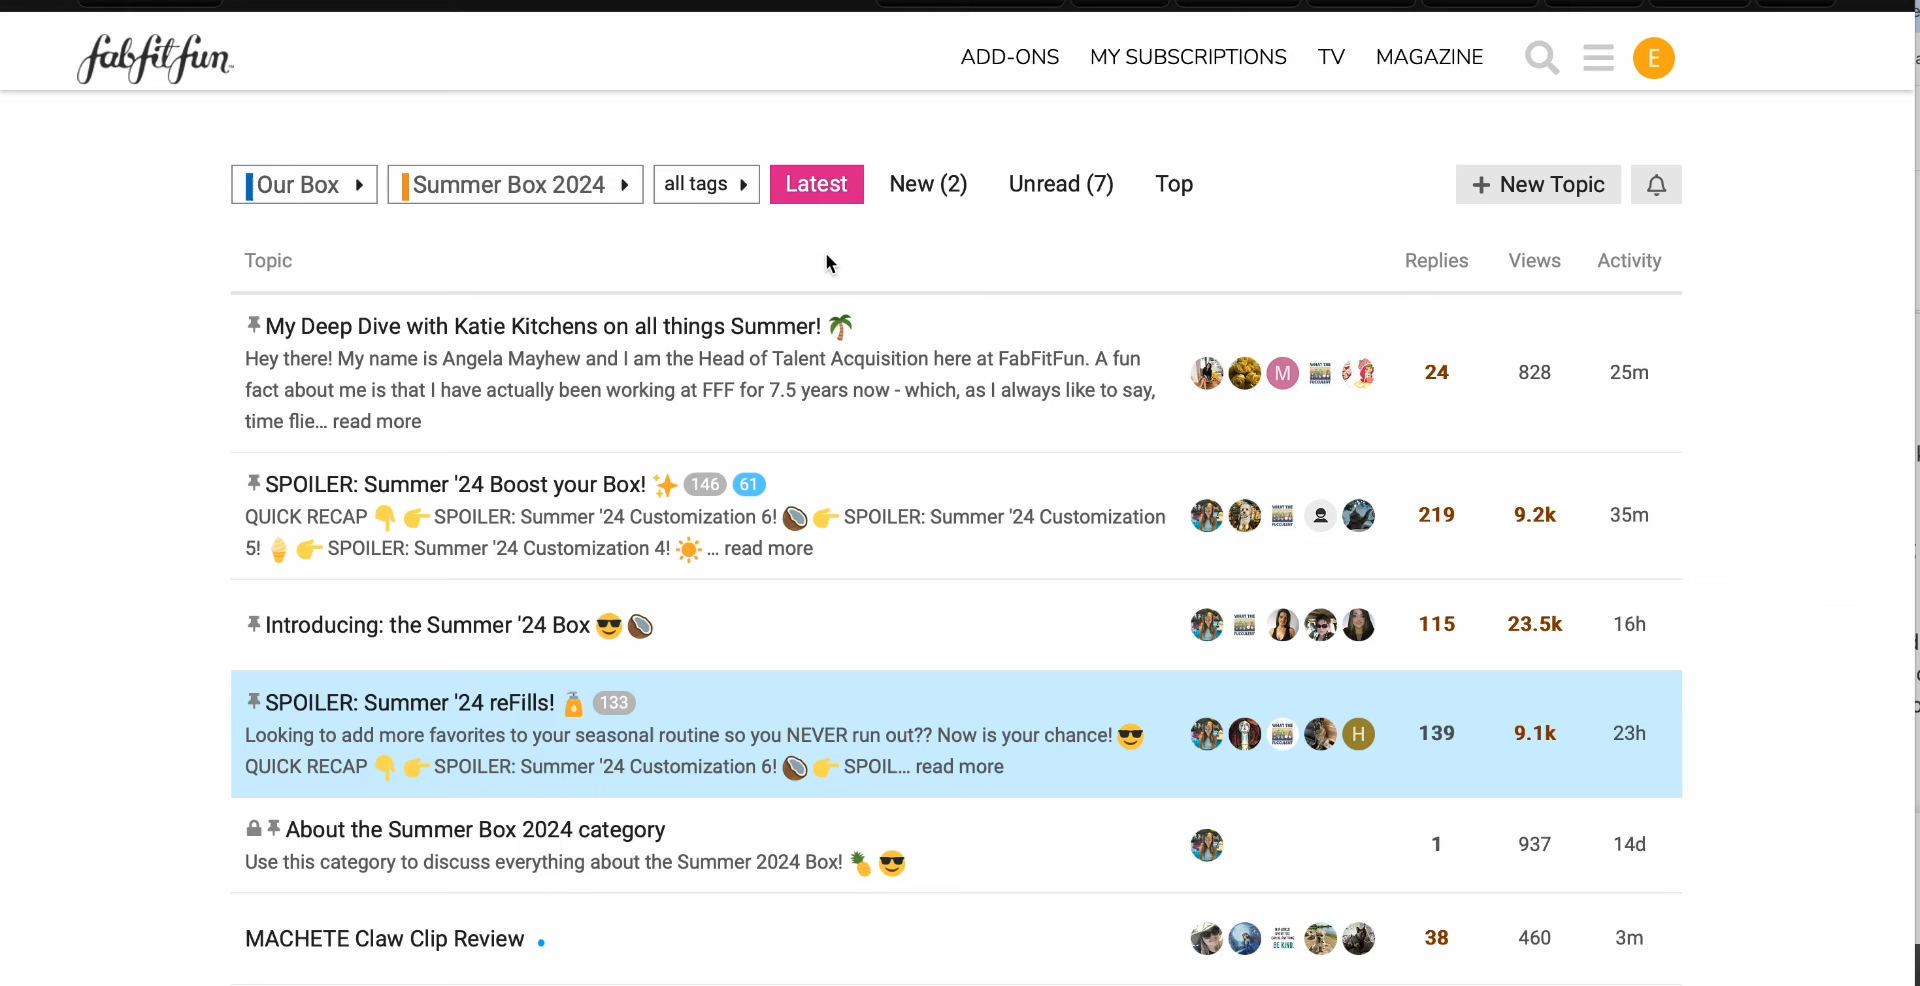 fabfitfun
ADD-ONS MY SUBSCRIPTIONS TV MAGAZINE E
Our Box Summer Box 2024 all tags Latest New (2) Unread (7) Top + New Topic
Topic Replies Views Activity
My Deep Dive with Katie Kitchens on all things Summer! 🌴
Hey there! My name is Angela Mayhew and I am the Head of Talent Acquisition here at FabFitFun. A fun
fact about me is that I have actually been working at FFF for 7.5 years now - which, as I always like to say,
time flie... read more
M 24 828 25m
SPOILER: Summer '24 Boost your Box! ✨ 146 61
QUICK RECAP 👇 👉 SPOILER: Summer '24 Customization 6! 🥥 👉 SPOILER: Summer '24 Customization
5! 🍦 👉 SPOILER: Summer '24 Customization 4! ☀️ ... read more
219 9.2k 35m
Introducing: the Summer '24 Box 😎 🥥
115 23.5k 16h
SPOILER: Summer '24 reFills! 🧴 133
Looking to add more favorites to your seasonal routine so you NEVER run out?? Now is your chance! 😎
QUICK RECAP 👇 👉 SPOILER: Summer '24 Customization 6! 🥥 👉 SPOIL... read more
H 139 9.1k 23h
About the Summer Box 2024 category
Use this category to discuss everything about the Summer 2024 Box! 🍍 😎
1 937 14d
MACHETE Claw Clip Review
BE KIND. 38 460 3m